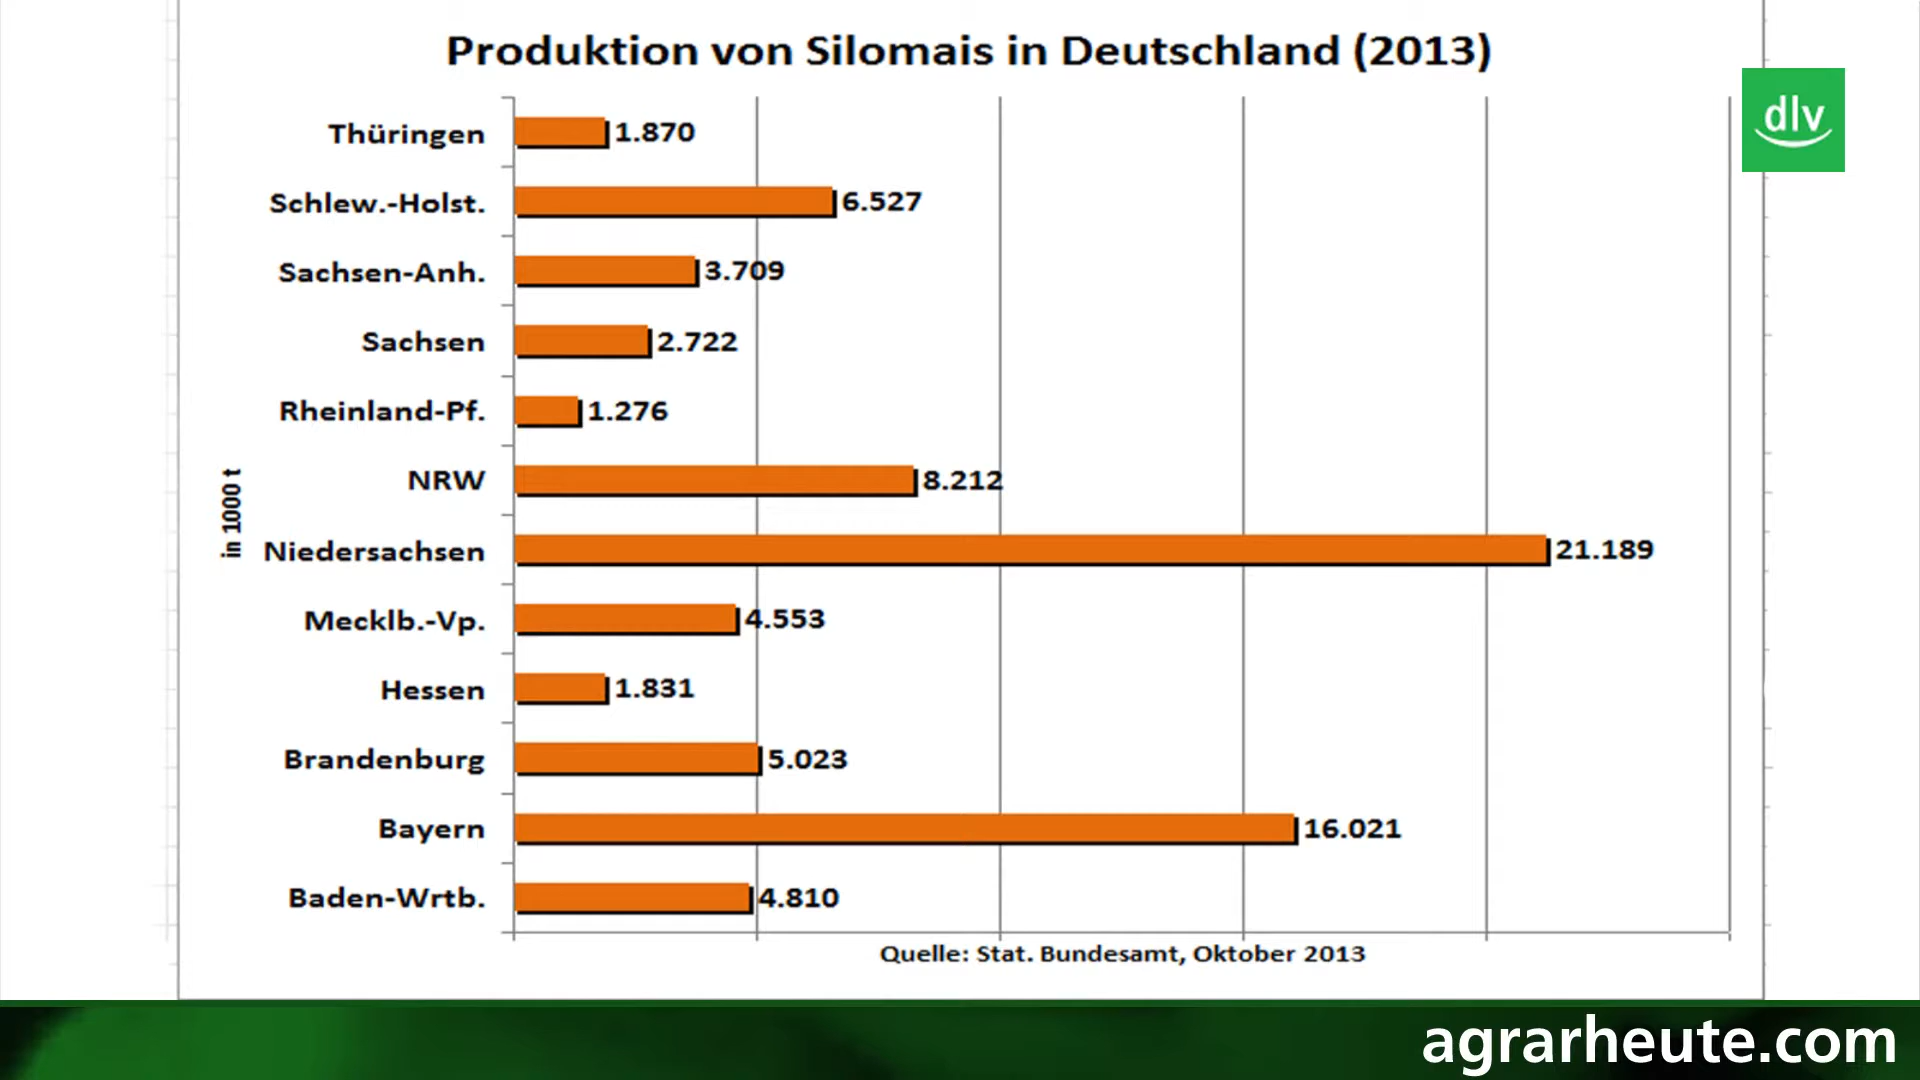 Produktion von Silomais in Deutschland (2013)
dlv
Thüringen 1.870
Schlew.-Holst. 6.527
Sachsen-Anh. 3.709
Sachsen 2.722
Rheinland-Pf. 1.276
NRW 8.212
in 1000 t
Niedersachsen 21.189
Mecklb.-Vp. 4.553
Hessen 1.831
Brandenburg 5.023
Bayern 16.021
Baden-Wrtb. 4.810
Quelle: Stat. Bundesamt, Oktober 2013
agrarheute.com